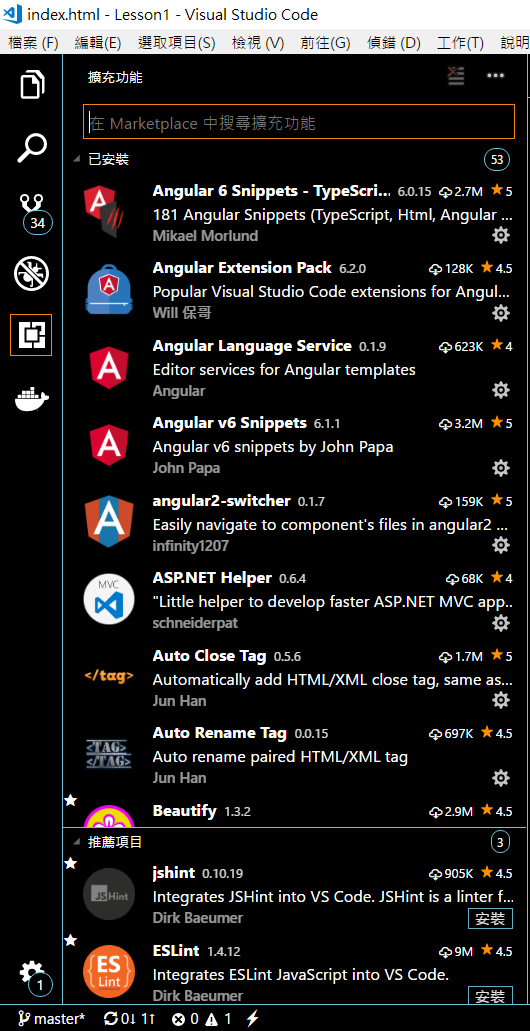 index.html - Lesson1 - Visual Studio Code
檔案 (F) 編輯(E) 選取項目(S) 檢視 (V) 前往(G) 偵錯 (D) 工作(T) 說明
擴充功能
在 Marketplace 中搜尋擴充功能
已安裝 53
Angular 6 Snippets - TypeScri... 6.0.15 2.7M 5
181 Angular Snippets (TypeScript, Html, Angular ...
Mikael Morlund
Angular Extension Pack 6.2.0 128K 4.5
Popular Visual Studio Code extensions for Angul...
Will 保哥
Angular Language Service 0.1.9 623K 4
Editor services for Angular templates
Angular
Angular v6 Snippets 6.1.1 3.2M 5
Angular v6 snippets by John Papa
John Papa
angular2-switcher 0.1.7 159K 5
Easily navigate to component's files in angular2 ...
infinity1207
MVC
ASP.NET Helper 0.6.4 68K 4
"Little helper to develop faster ASP.NET MVC app...
schneiderpat
</tag>
Auto Close Tag 0.5.6 1.7M 5
Automatically add HTML/XML close tag, same as...
Jun Han
<TAG>
</TAG>
Auto Rename Tag 0.0.15 697K 4.5
Auto rename paired HTML/XML tag
Jun Han
Beautify 1.3.2 2.9M 4.5
推薦項目 3
JSHint
jshint 0.10.19 905K 4.5
Integrates JSHint into VS Code. JSHint is a linter f...
Dirk Baeumer 安裝
ES
Lint
ESLint 1.4.12 9M 4.5
Integrates ESLint JavaScript into VS Code.
Dirk Baeumer 安裝
34
1
master* 0↓ 1↑ 0 1